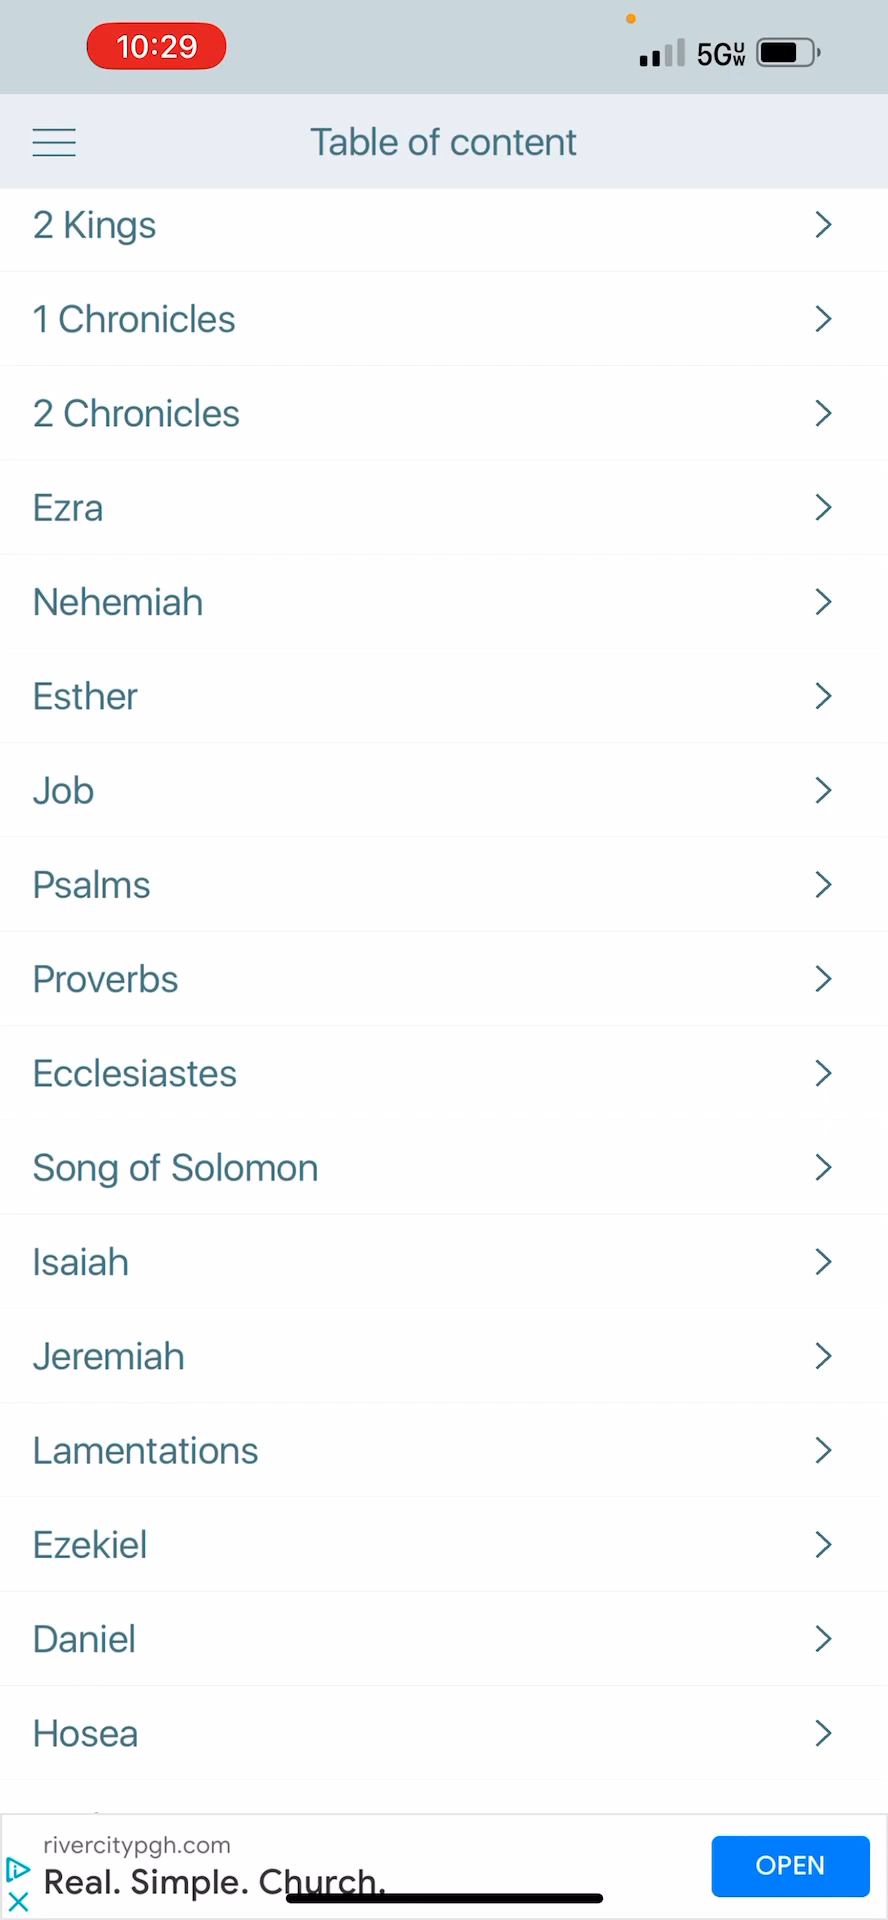 10:29
5G UW
Table of content
2 Kings
1 Chronicles
2 Chronicles
Ezra
Nehemiah
Esther
Job
Psalms
Proverbs
Ecclesiastes
Song of Solomon
Isaiah
Jeremiah
Lamentations
Ezekiel
Daniel
Hosea
rivercitypgh.com
Real. Simple. Church.
OPEN